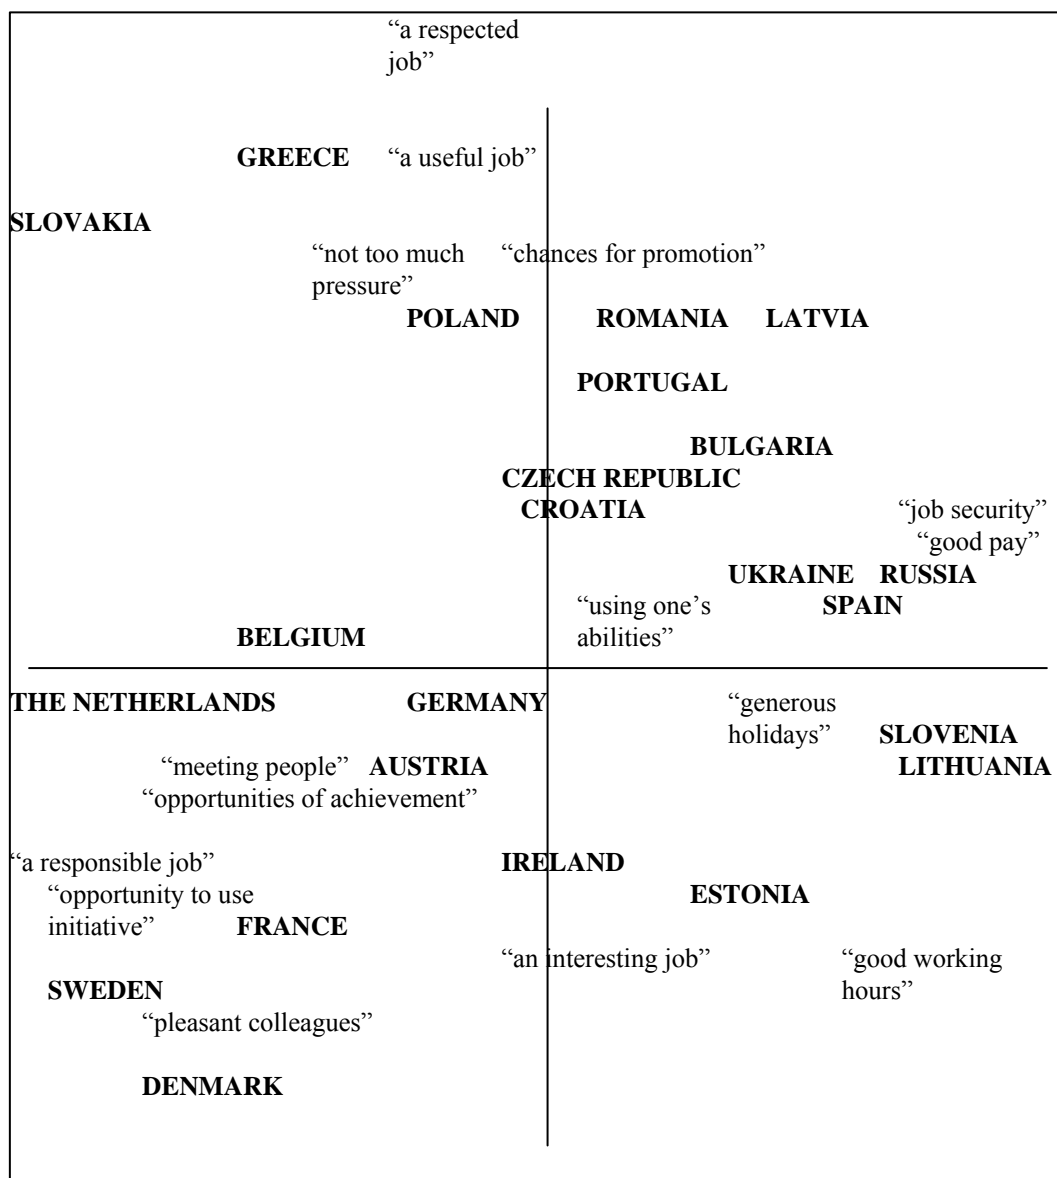 “a respected
job”
GREECE “a useful job”
SLOVAKIA
“not too much “chances for promotion”
pressure”
POLAND ROMANIA LATVIA
PORTUGAL
BULGARIA
CZECH REPUBLIC
CROATIA “job security”
“good pay”
UKRAINE RUSSIA
“using one’s SPAIN
BELGIUM abilities”
THE NETHERLANDS GERMANY “generous
holidays” SLOVENIA
“meeting people” AUSTRIA LITHUANIA
“opportunities of achievement”
“a responsible job” IRELAND
“opportunity to use ESTONIA
initiative” FRANCE
“an interesting job” “good working
SWEDEN hours”
“pleasant colleagues”
DENMARK